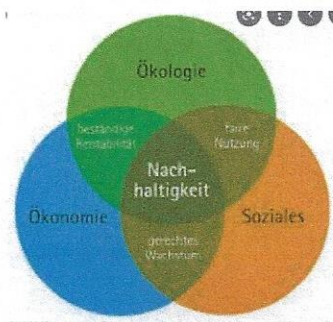 Ökologie
beständige
Rentabilität
faire
Nutzung
Nach-
haltigkeit
Ökonomie
Soziales
gerechtes
Wachstum